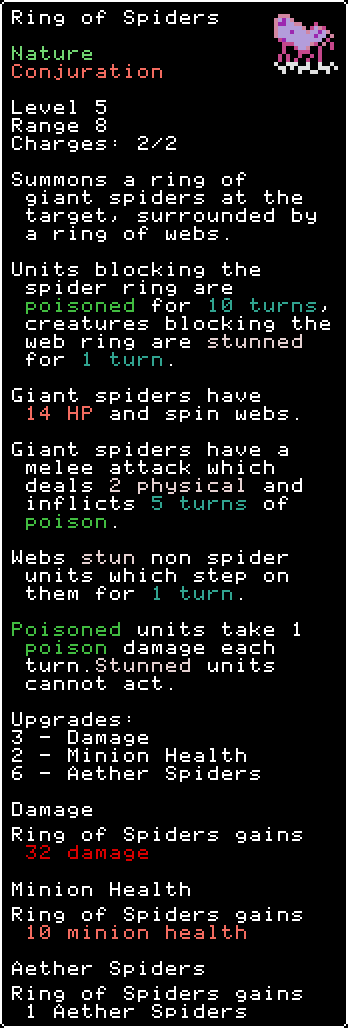 Ring of Spiders
Nature
Conjuration
Level 5
Range 8
Charges: 2/2
Summons a ring of
giant spiders at the
target, surrounded by
a ring of webs.
Units blocking the
spider ring are
poisoned for 10 turns,
creatures blocking the
web ring are stunned
for 1 turn.
Giant spiders have
14 HP and spin webs.
Giant spiders have a
melee attack which
deals 2 physical and
inflicts 5 turns of
poison.
Webs stun non spider
units which step on
them for 1 turn.
Poisoned units take 1
poison damage each
turn.Stunned units
cannot act.
Upgrades:
3 - Damage
2 - Minion Health
6 - Aether Spiders
Damage
Ring of Spiders gains
32 damage
Minion Health
Ring of Spiders gains
10 minion health
Aether Spiders
Ring of Spiders gains
1 Aether Spiders